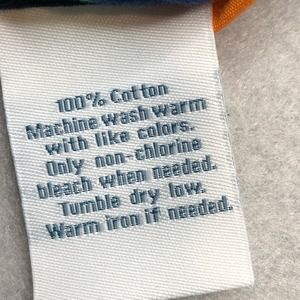 100% Cotton
Machine wash warm
with like colors.
Only non-chlorine
bleach when needed.
Tumble dry low.
Warm iron if needed.